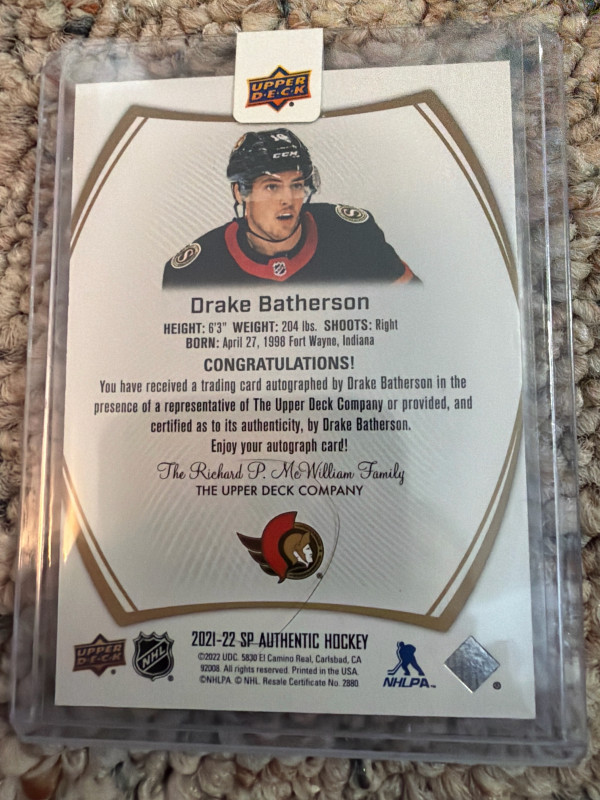 UPPER
D·E·C·K
19
CCM
Drake Batherson
HEIGHT: 6'3" WEIGHT: 204 lbs. SHOOTS: Right
BORN: April 27, 1998 Fort Wayne, Indiana
CONGRATULATIONS!
You have received a trading card autographed by Drake Batherson in the
presence of a representative of The Upper Deck Company or provided, and
certified as to its authenticity, by Drake Batherson.
Enjoy your autograph card!
The Richard P. McWilliam Family
THE UPPER DECK COMPANY
2021-22 SP AUTHENTIC HOCKEY
©2022 UDC. 5830 El Camino Real, Carlsbad, CA
92008. All rights reserved. Printed in the USA.
©NHLPA. © NHL. Resale Certificate No. 2880.
UPPER
D·E·C·K
NHL
NHLPA